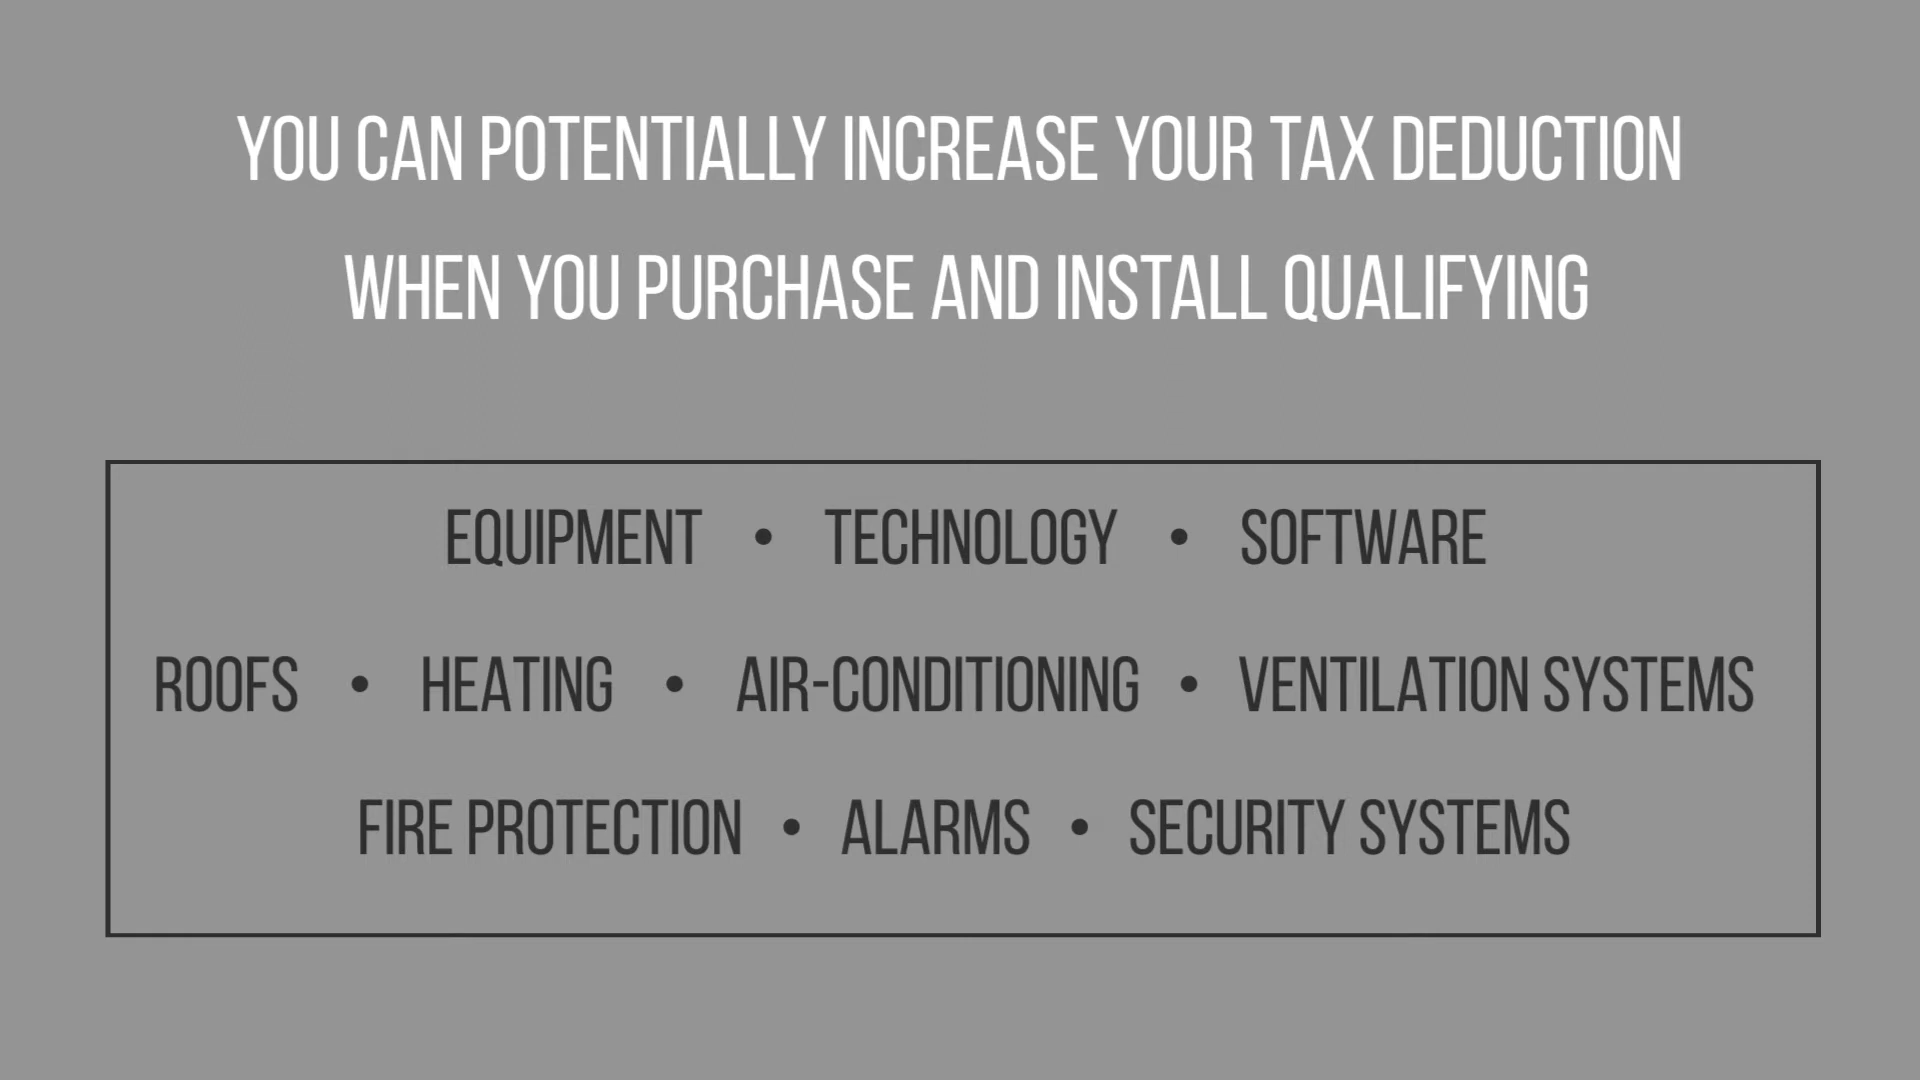 YOU CAN POTENTIALLY INCREASE YOUR TAX DEDUCTION
WHEN YOU PURCHASE AND INSTALL QUALIFYING
EQUIPMENT • TECHNOLOGY • SOFTWARE
ROOFS • HEATING • AIR-CONDITIONING • VENTILATION SYSTEMS
FIRE PROTECTION • ALARMS • SECURITY SYSTEMS